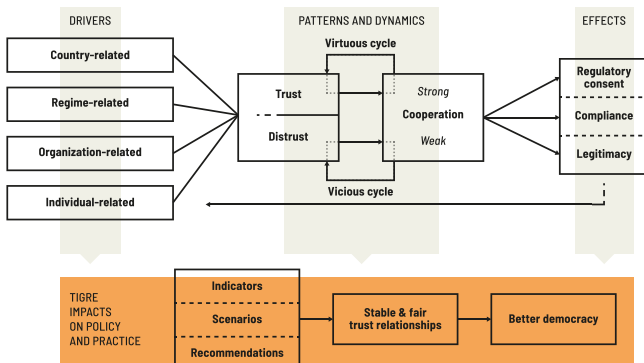 DRIVERS
PATTERNS AND DYNAMICS
EFFECTS
Country-related
Regime-related
Organization-related
Individual-related
Virtuous cycle
Trust
Distrust
Strong
Cooperation
Weak
Vicious cycle
Regulatory
consent
Compliance
Legitimacy
TIGRE
IMPACTS
ON POLICY
AND PRACTICE
Indicators
Scenarios
Recommendations
Stable & fair
trust relationships
Better democracy